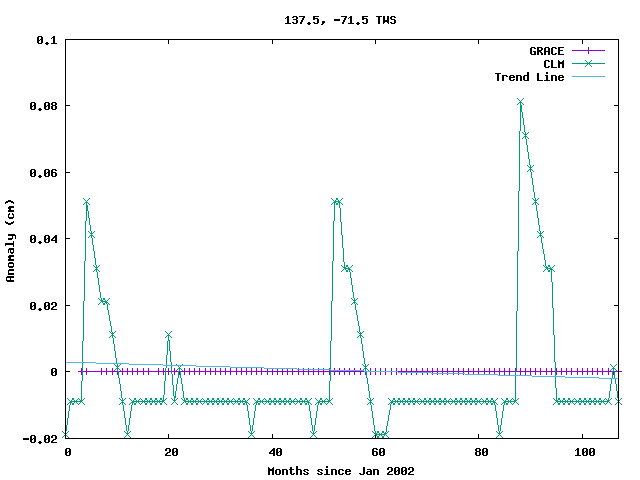 137.5, -71.5 TWS
GRACE
CLM
Trend Line
0.1
0.08
0.06
0.04
0.02
0
-0.02
Anomaly (cm)
0 20 40 60 80 100
Months since Jan 2002